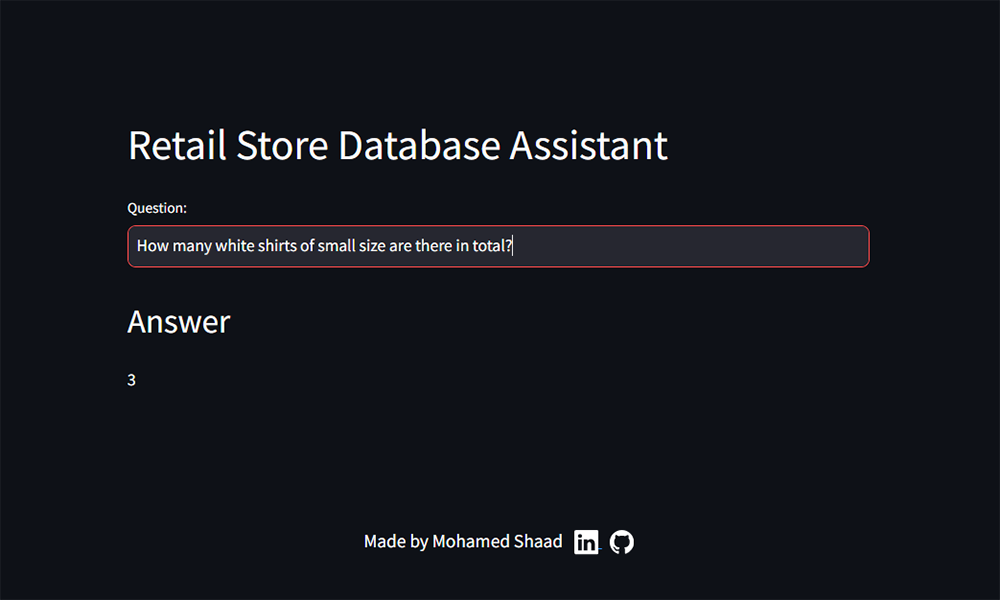 Retail Store Database Assistant
Question:
How many white shirts of small size are there in total?
Answer
3
Made by Mohamed Shaad in